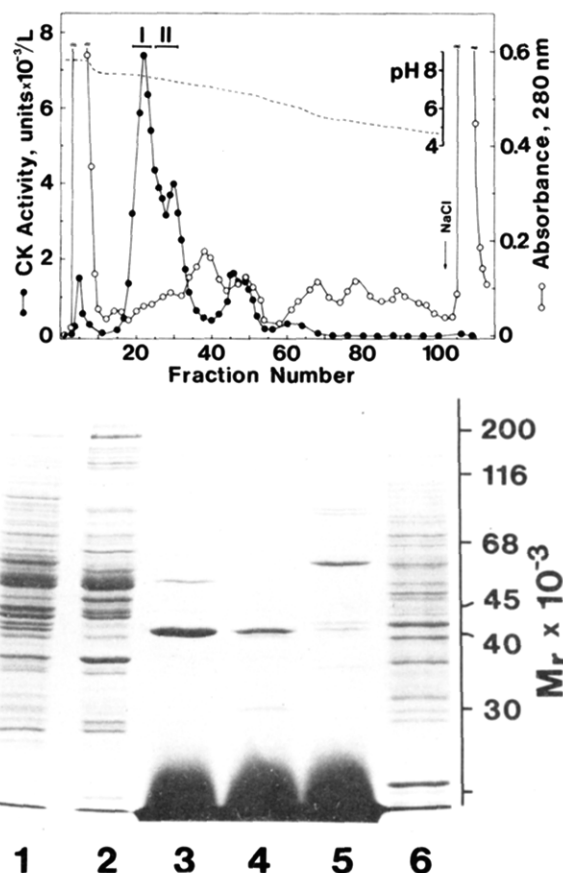 I II
CK Activity, units×10⁻³/L
8
6
4
2
0
pH 8
6
4
NaCl
0.6
0.4
0.2
0
Absorbance, 280 nm
20 40 60 80 100
Fraction Number
200
116
68
45
40
30
Mr × 10⁻³
1 2 3 4 5 6